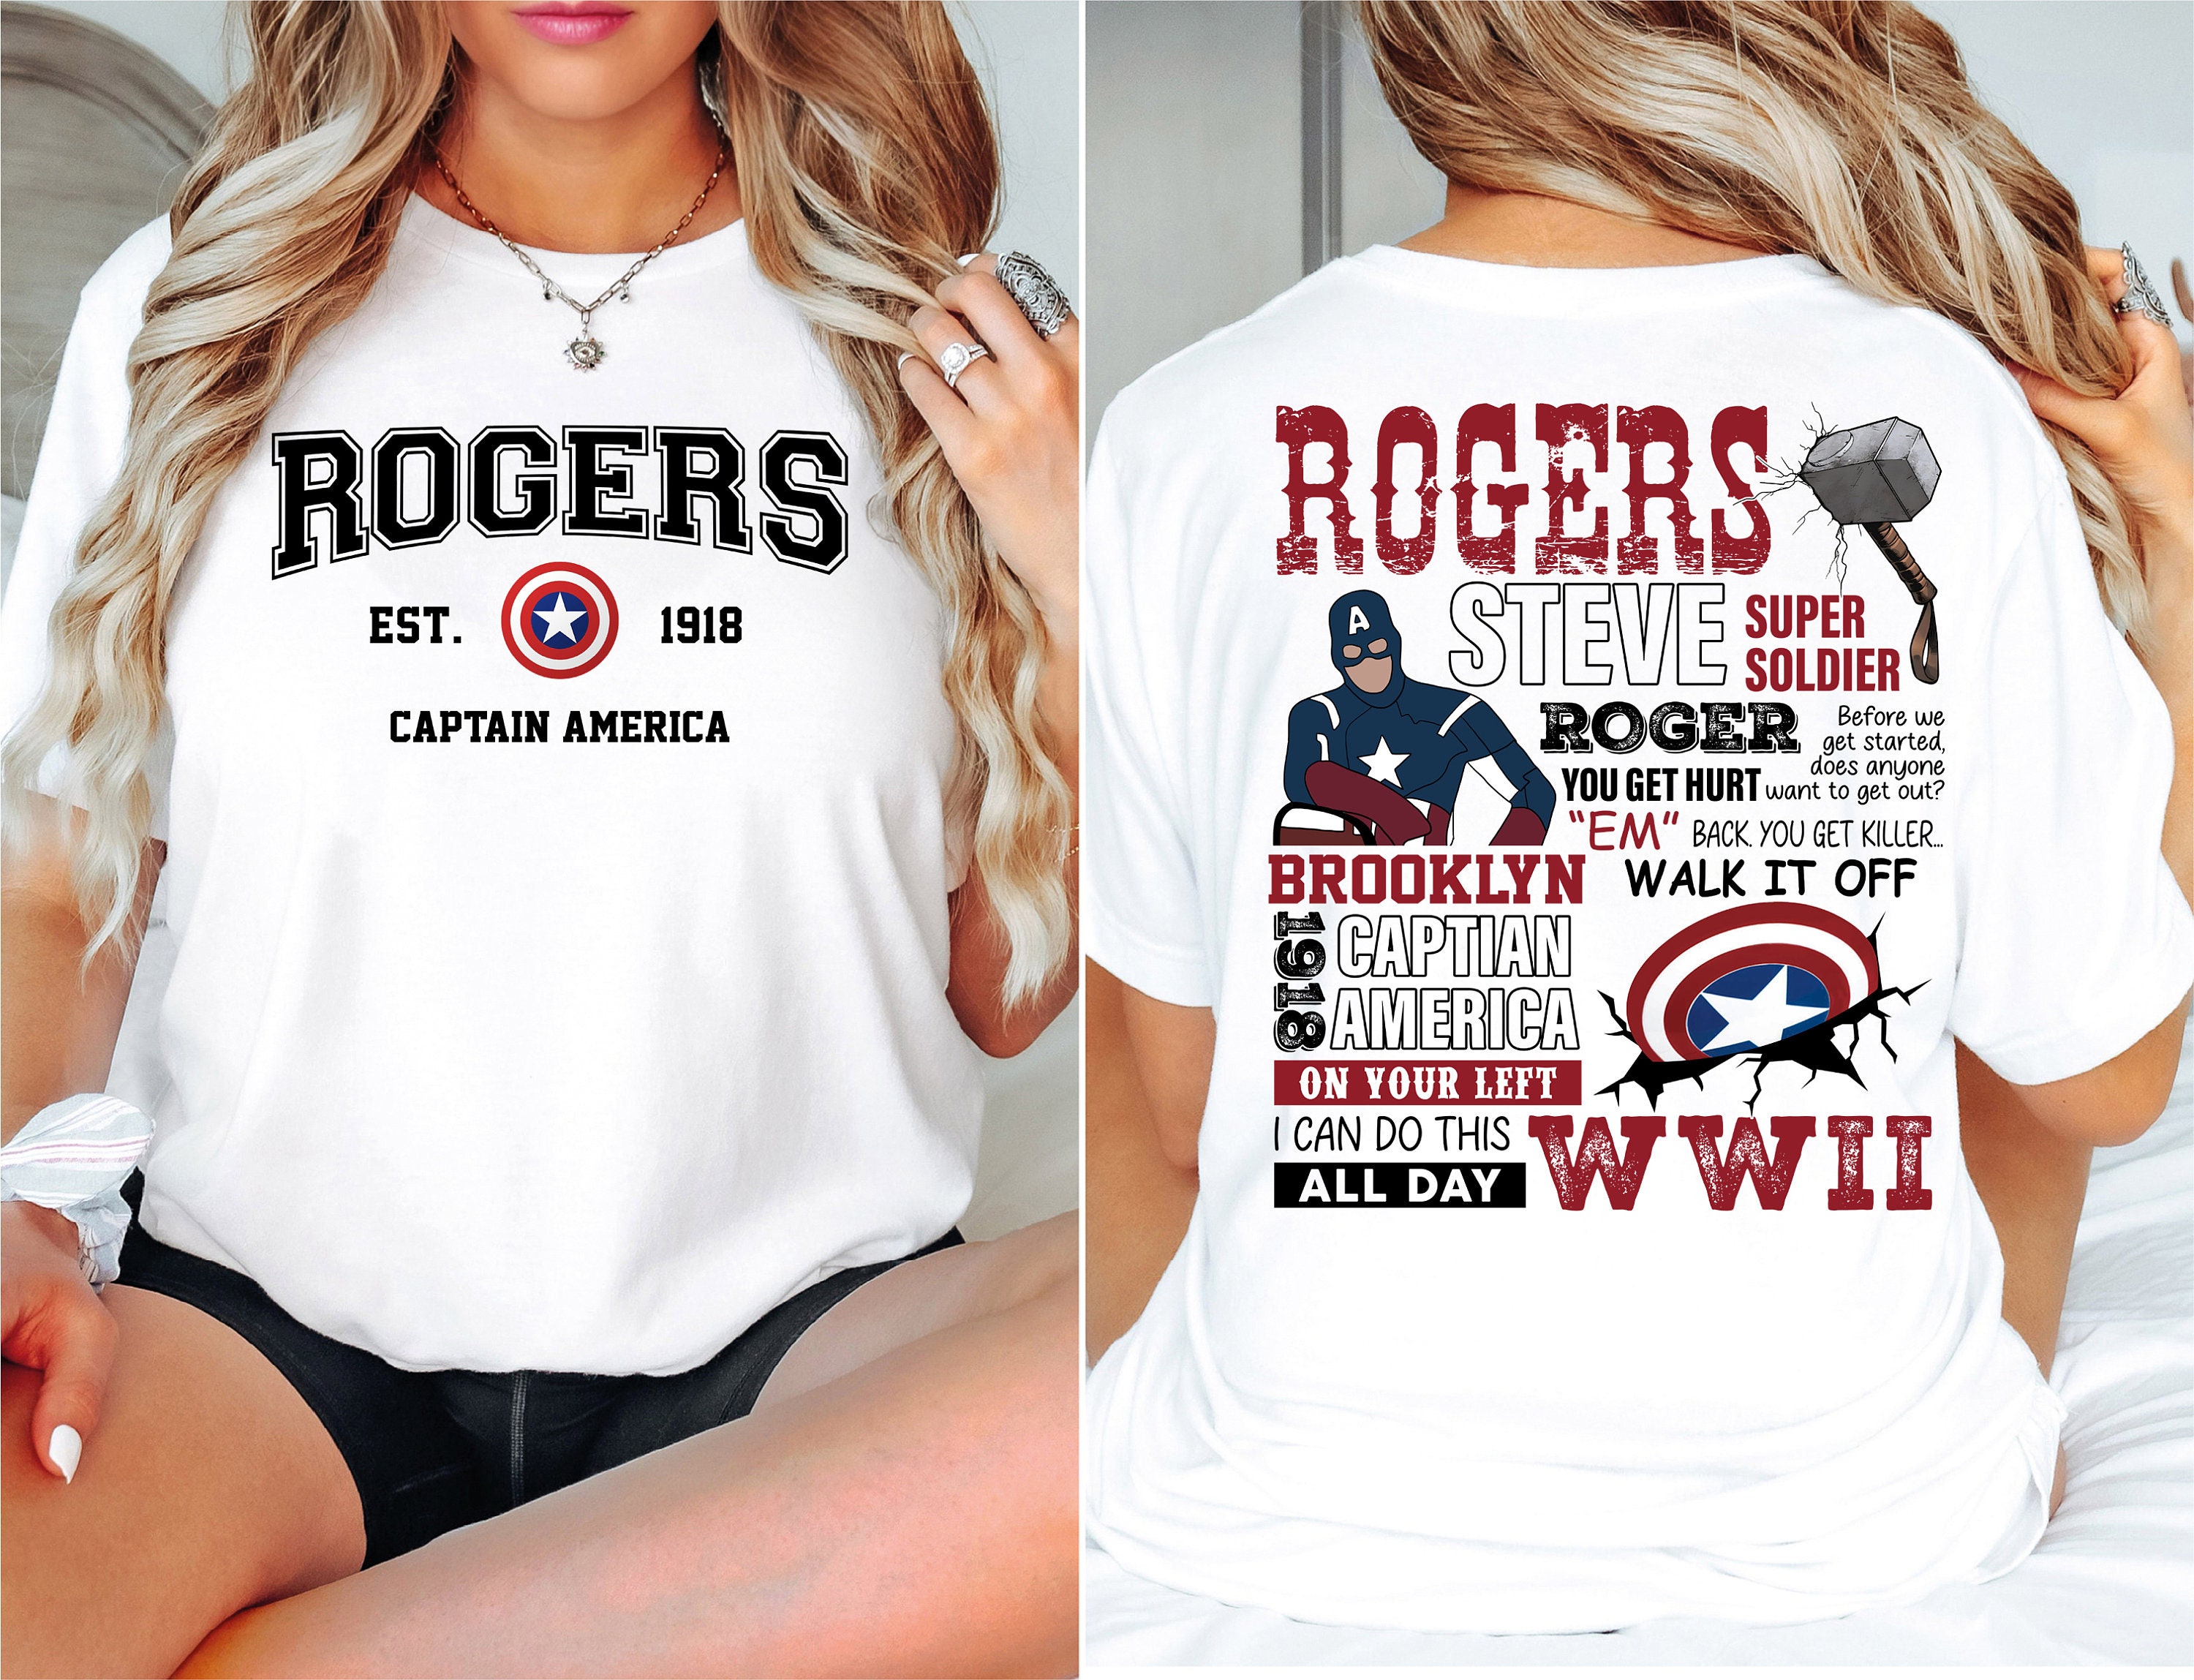 ROGERS
EST. 1918
CAPTAIN AMERICA
ROGERS
A
STEVE
SUPER
SOLDIER
ROGER
Before we
get started,
does anyone
want to get out?
YOU GET HURT
"EM" BACK. YOU GET KILLER...
BROOKLYN
WALK IT OFF
1918
CAPTIAN
AMERICA
ON YOUR LEFT
I CAN DO THIS
ALL DAY
WWII